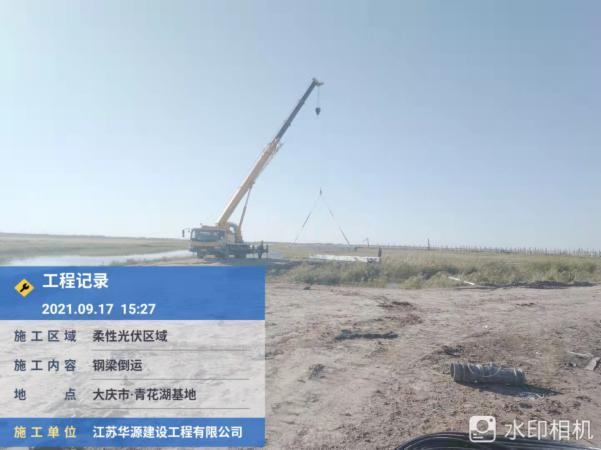 工程记录
2021.09.17 15:27
施工区域 柔性光伏区域
施工内容 钢梁倒运
地点 大庆市·青花湖基地
施工单位 江苏华源建设工程有限公司
水印相机